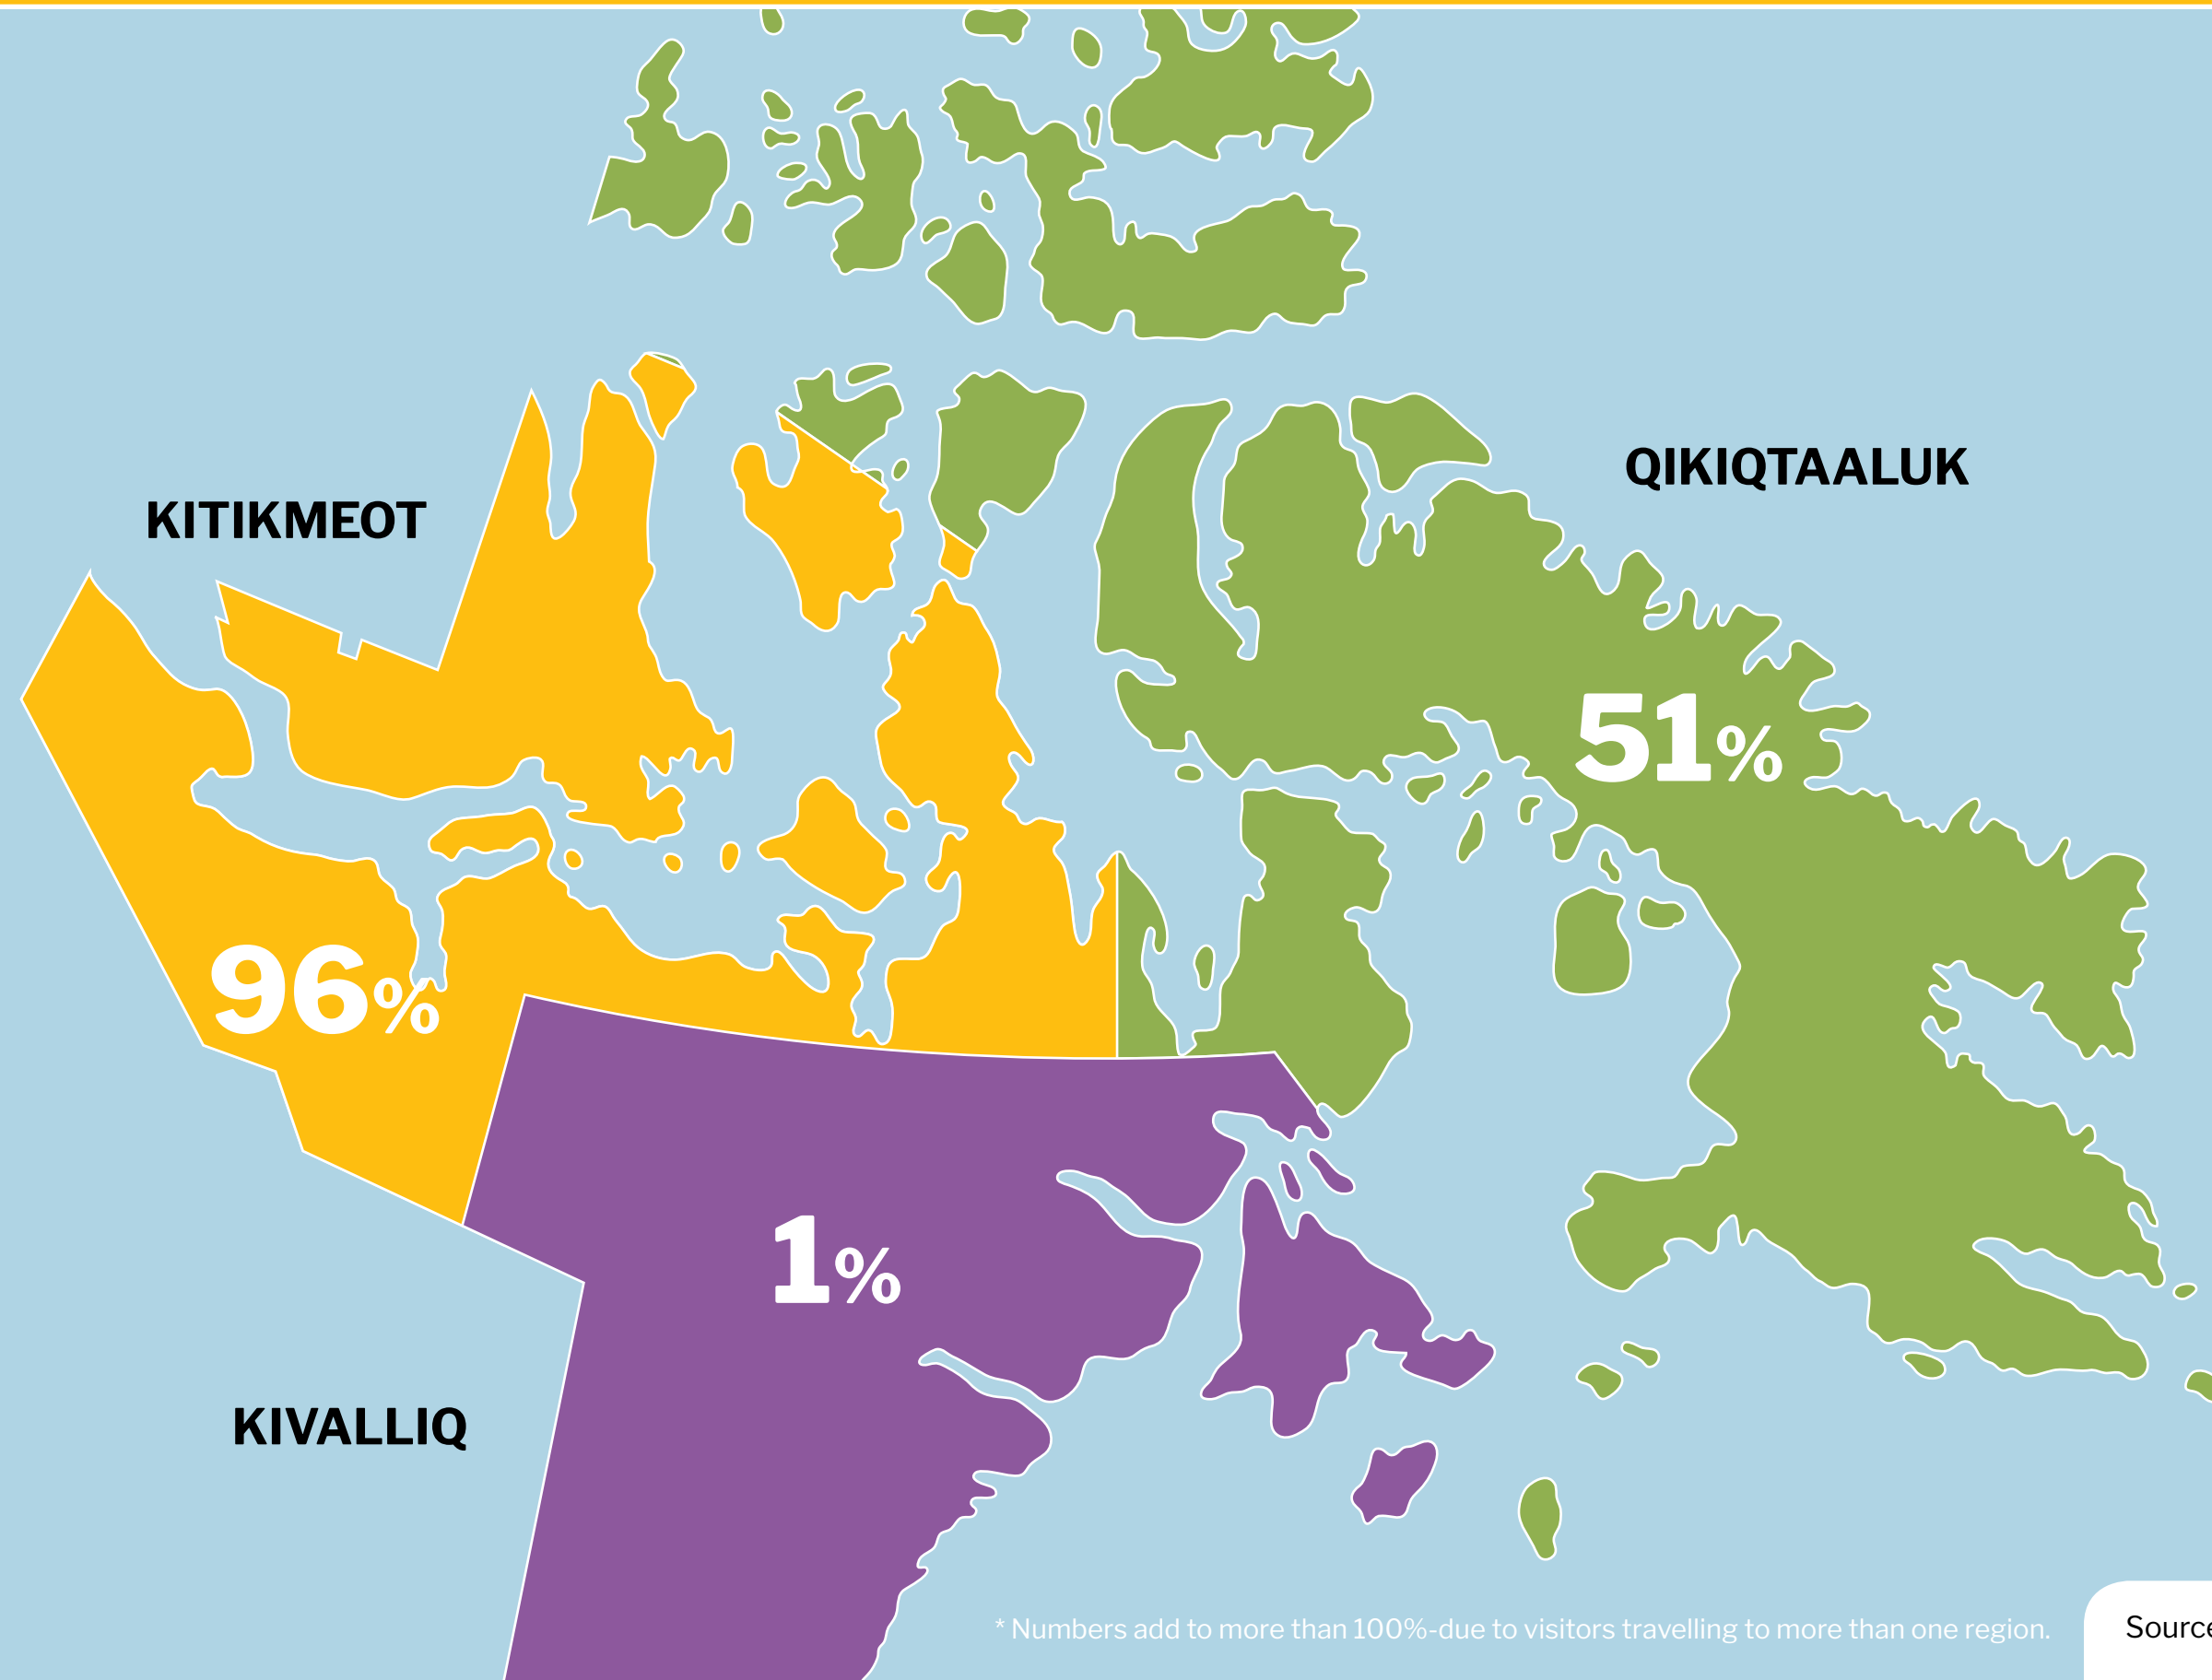 QIKIQTAALUK
KITIKMEOT
51%
96%
1%
KIVALLIQ
* Numbers add to more than 100%-due to visitors travelling to more than one region.